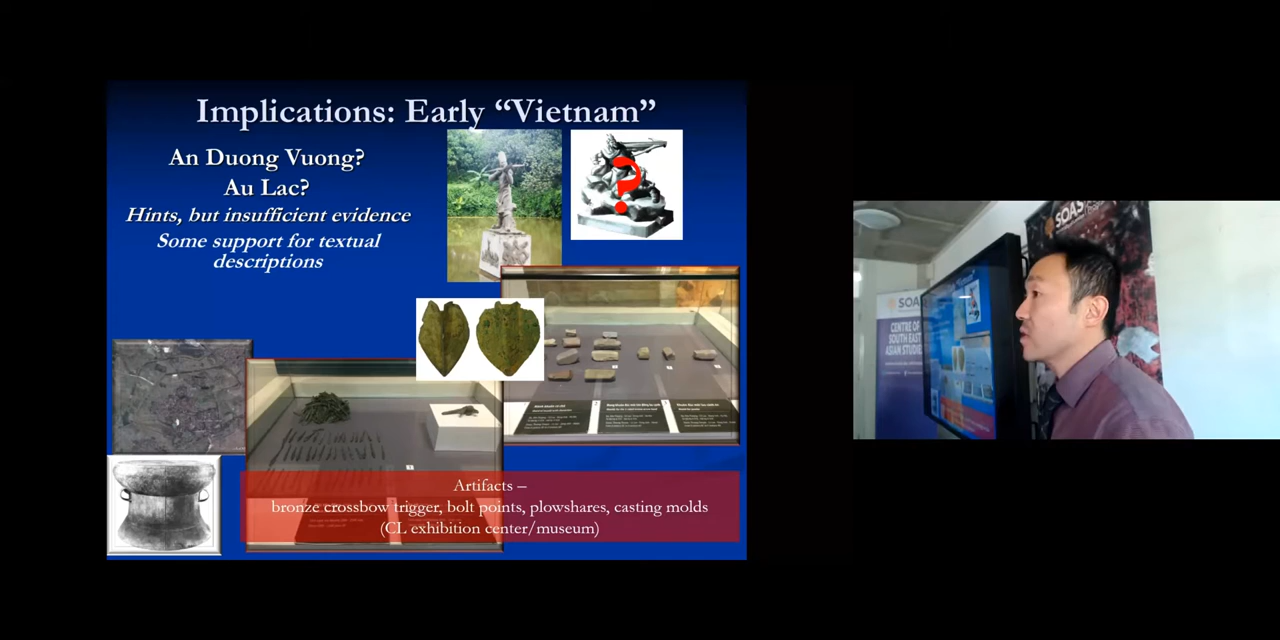 Implications: Early “Vietnam”
An Duong Vuong?
Au Lac?
Hints, but insufficient evidence
Some support for textual
descriptions
?
Artifacts –
bronze crossbow trigger, bolt points, plowshares, casting molds
(CL exhibition center/museum)
SOAS
SOAS
CENTRE OF
SOUTH EAST
ASIAN STUDIES